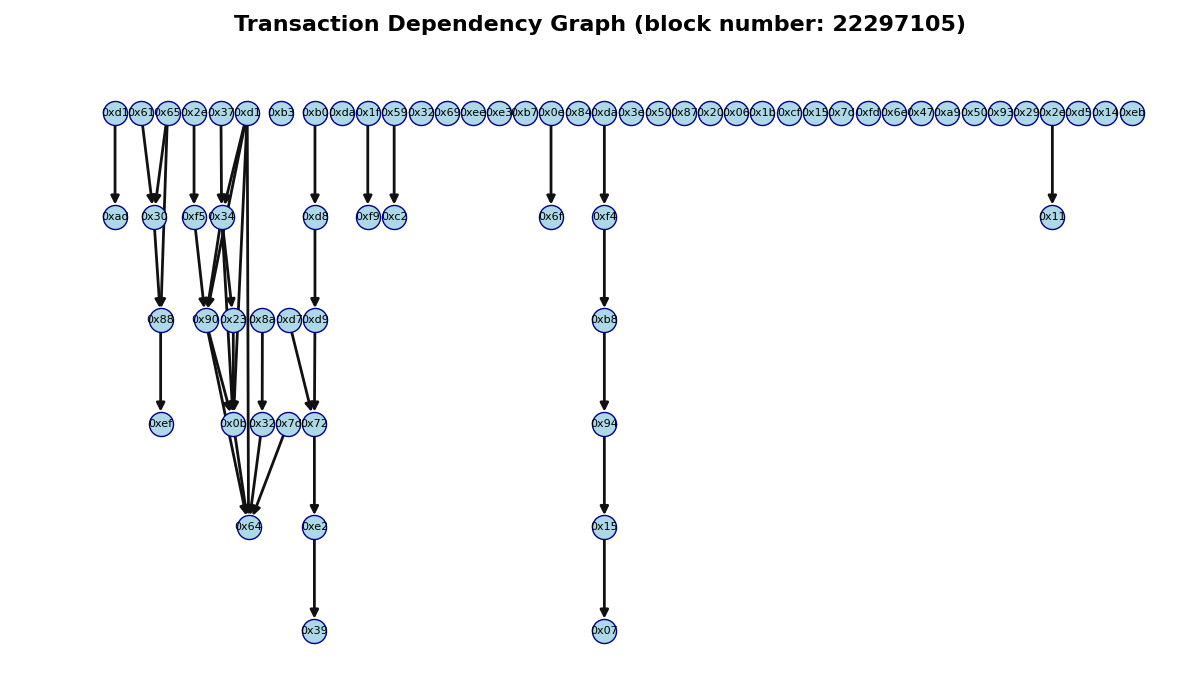 Transaction Dependency Graph (block number: 22297105)
0xd1 0x61 0x65 0x2e 0x37 0xd1 0xb3 0xb0 0xda 0x1f 0x59 0x32 0x69 0xee 0xe3 0xb7 0x0e 0x84 0xda 0x3e 0x50 0x87 0x20 0x06 0x1b 0xcf 0x15 0x7d 0xfd 0x6e 0x47 0xa9 0x50 0x93 0x29 0x2e 0xd5 0x14 0xeb
0xad 0x30 0xf5 0x34 0xd8 0xf9 0xc2 0x6f 0xf4 0x11
0x88 0x90 0x23 0x8a 0xd7 0xd9 0xb8
0xef 0x0b 0x32 0x7d 0x72 0x94
0x64 0xe2 0x15
0x39 0x07